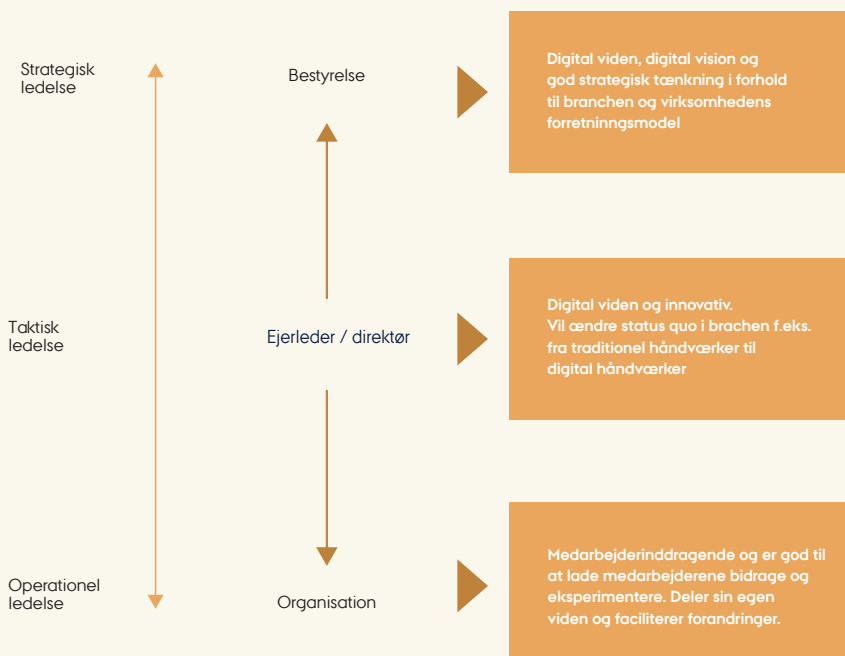 Strategisk
ledelse
Bestyrelse
Digital viden, digital vision og
god strategisk tænkning i forhold
til branchen og virksomhedens
forretninngsmodel
Taktisk
ledelse
Ejerleder / direktør
Digital viden og innovativ.
Vil ændre status quo i brachen f.eks.
fra traditionel håndværker til
digital håndværker
Operationel
ledelse
Organisation
Medarbejderinddragende og er god til
at lade medarbejderene bidrage og
eksperimentere. Deler sin egen
viden og faciliterer forandringer.